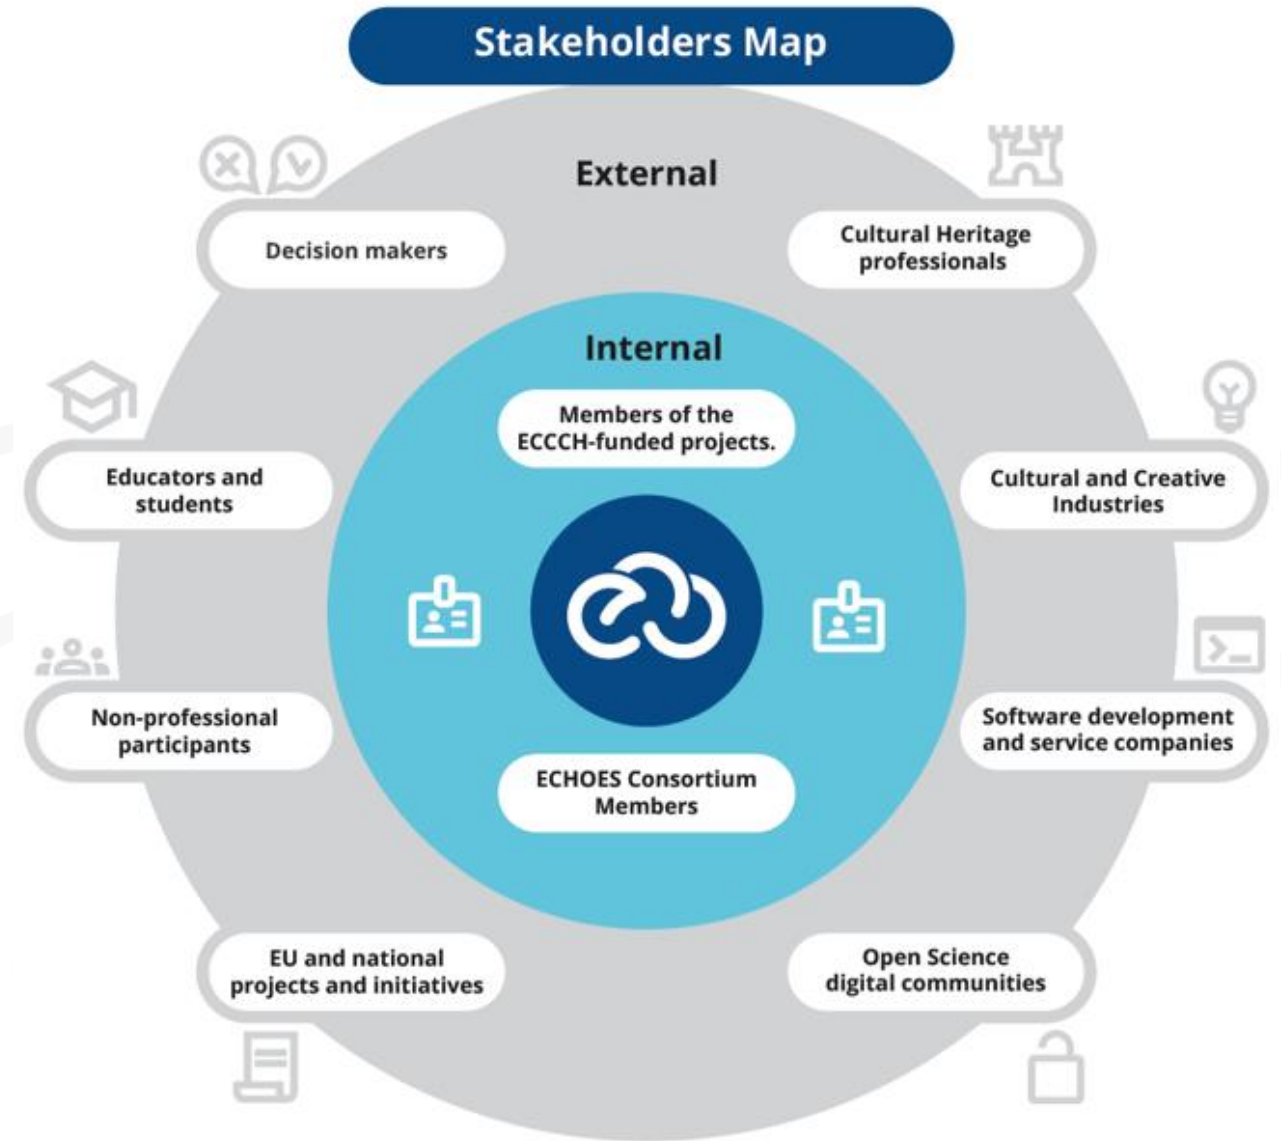 Stakeholders Map
External
Decision makers
Cultural Heritage
professionals
Internal
Members of the
ECCCH-funded projects.
Educators and
students
Cultural and Creative
Industries
Non-professional
participants
Software development
and service companies
ECHOES Consortium
Members
EU and national
projects and initiatives
Open Science
digital communities